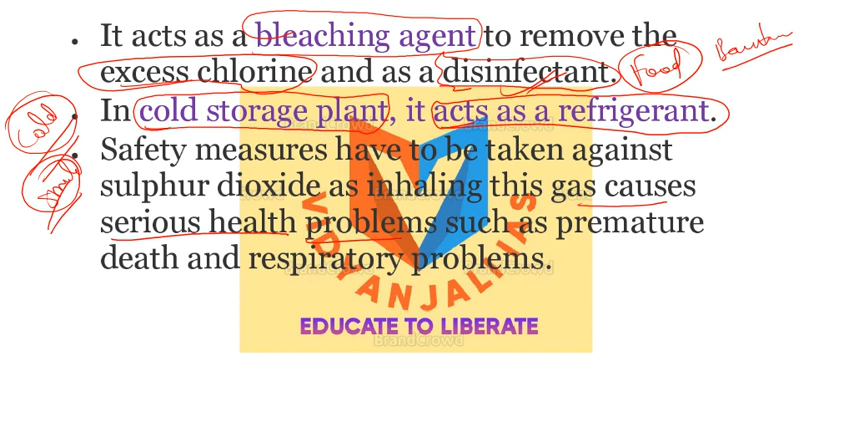 • It acts as a bleaching agent to remove the
excess chlorine and as a disinfectant. Food
• In cold storage plant, it acts as a refrigerant.
Cold
• Safety measures have to be taken against
sulphur dioxide as inhaling this gas causes
serious health problems such as premature
death and respiratory problems.
VIDYANJALI IAS
EDUCATE TO LIBERATE
BrandCrowd